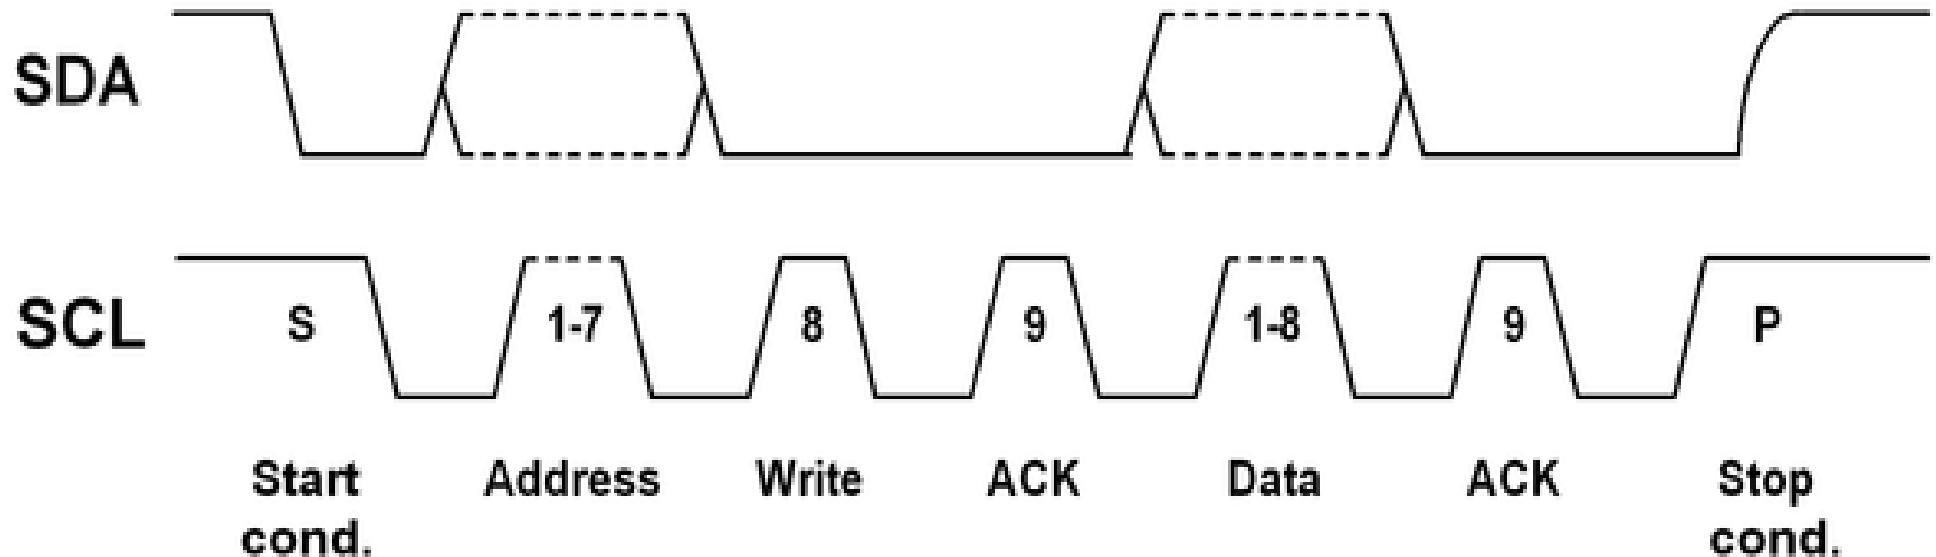 SDA
SCL
S 1-7 8 9 1-8 9 P
Start cond. Address Write ACK Data ACK Stop cond.